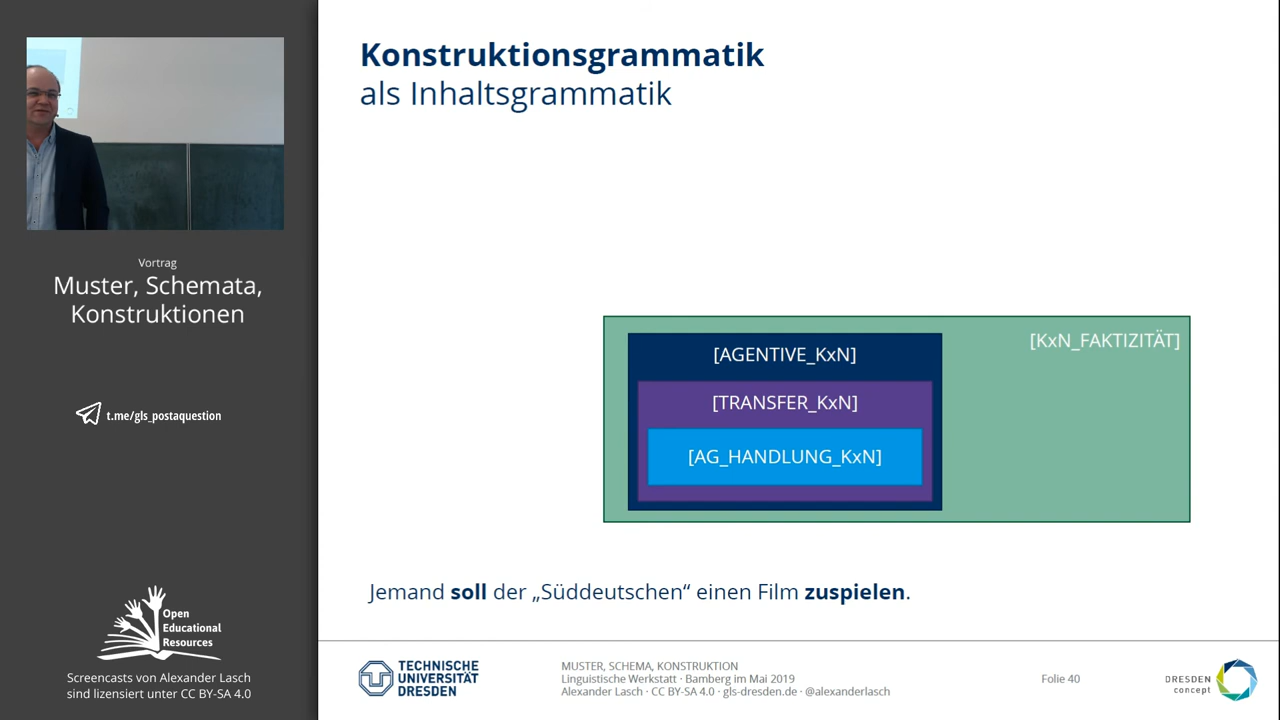 Vortrag
Muster, Schemata,
Konstruktionen
t.me/gls_postaquestion
Open
Educational
Resources
Screencasts von Alexander Lasch
sind lizensiert unter CC BY-SA 4.0
Konstruktionsgrammatik
als Inhaltsgrammatik
[KxN_FAKTIZITÄT]
[AGENTIVE_KxN]
[TRANSFER_KxN]
[AG_HANDLUNG_KxN]
Jemand soll der „Süddeutschen“ einen Film zuspielen.
TECHNISCHE
UNIVERSITÄT
DRESDEN
MUSTER, SCHEMA, KONSTRUKTION
Linguistische Werkstatt · Bamberg im Mai 2019
Alexander Lasch · CC BY-SA 4.0 · gls-dresden.de · @alexanderlasch
Folie 40
DRESDEN
concept